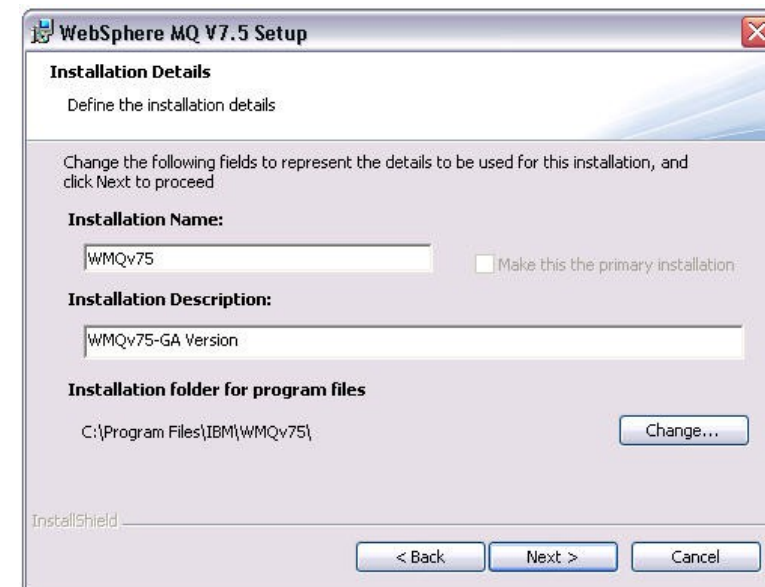 WebSphere MQ V7.5 Setup
Installation Details
Define the installation details
Change the following fields to represent the details to be used for this installation, and
click Next to proceed
Installation Name:
WMQv75
Make this the primary installation
Installation Description:
WMQv75-GA Version
Installation folder for program files
C:\Program Files\IBM\WMQv75\
Change...
InstallShield
< Back
Next >
Cancel